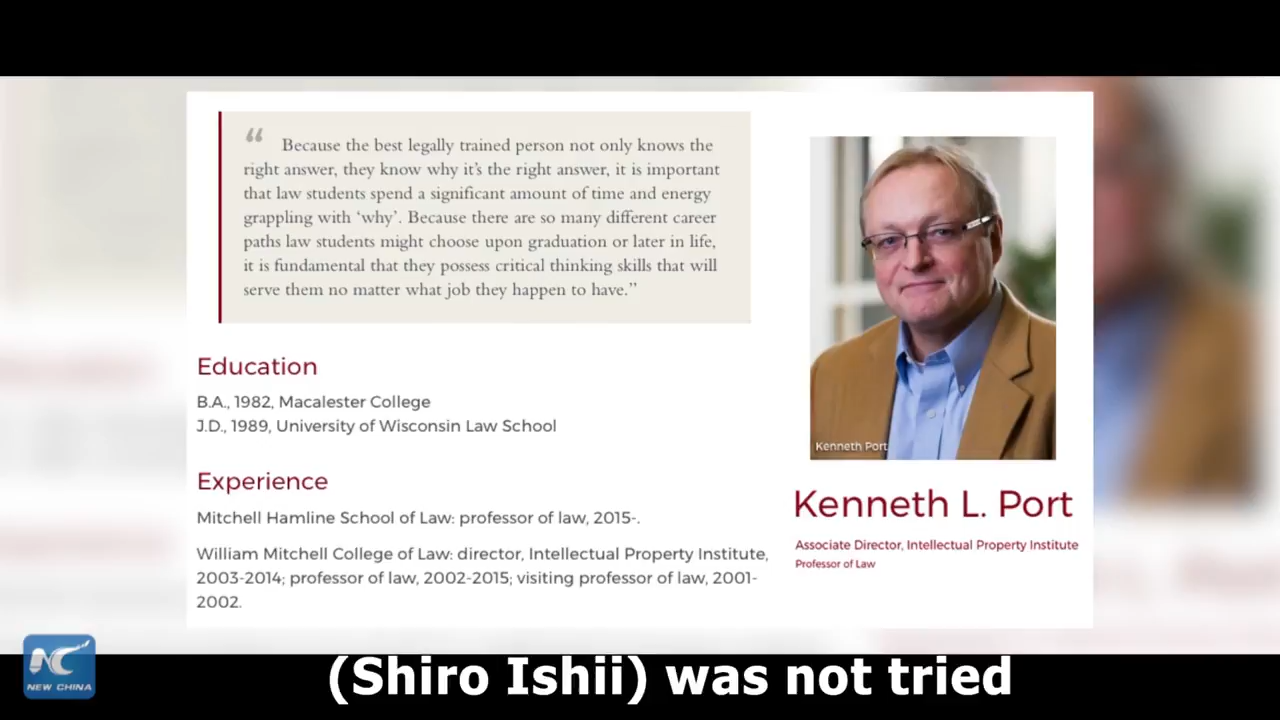 “ Because the best legally trained person not only knows the
right answer, they know why it’s the right answer, it is important
that law students spend a significant amount of time and energy
grappling with ‘why’. Because there are so many different career
paths law students might choose upon graduation or later in life,
it is fundamental that they possess critical thinking skills that will
serve them no matter what job they happen to have.”
Education
B.A., 1982, Macalester College
J.D., 1989, University of Wisconsin Law School
Experience
Mitchell Hamline School of Law: professor of law, 2015-.
William Mitchell College of Law: director, Intellectual Property Institute,
2003-2014; professor of law, 2002-2015; visiting professor of law, 2001-
2002.
Kenneth Port
Kenneth L. Port
Associate Director, Intellectual Property Institute
Professor of Law
NC
NEW CHINA
(Shiro Ishii) was not tried